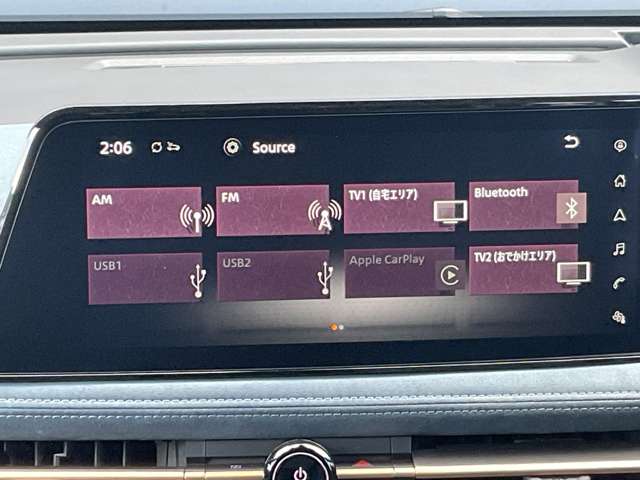 2:06 Source
AM FM TV1 (自宅エリア) Bluetooth
USB1 USB2 Apple CarPlay TV2 (おでかけエリア)